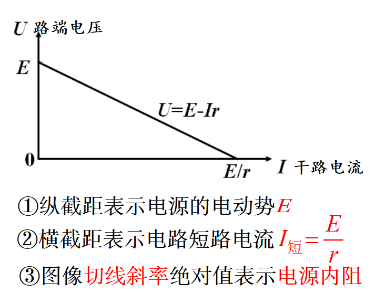 U 路端电压
E
U=E-Ir
0
E/r
I 干路电流
①纵截距表示电源的电动势E
②横截距表示电路短路电流I短=E/r
③图像切线斜率绝对值表示电源内阻